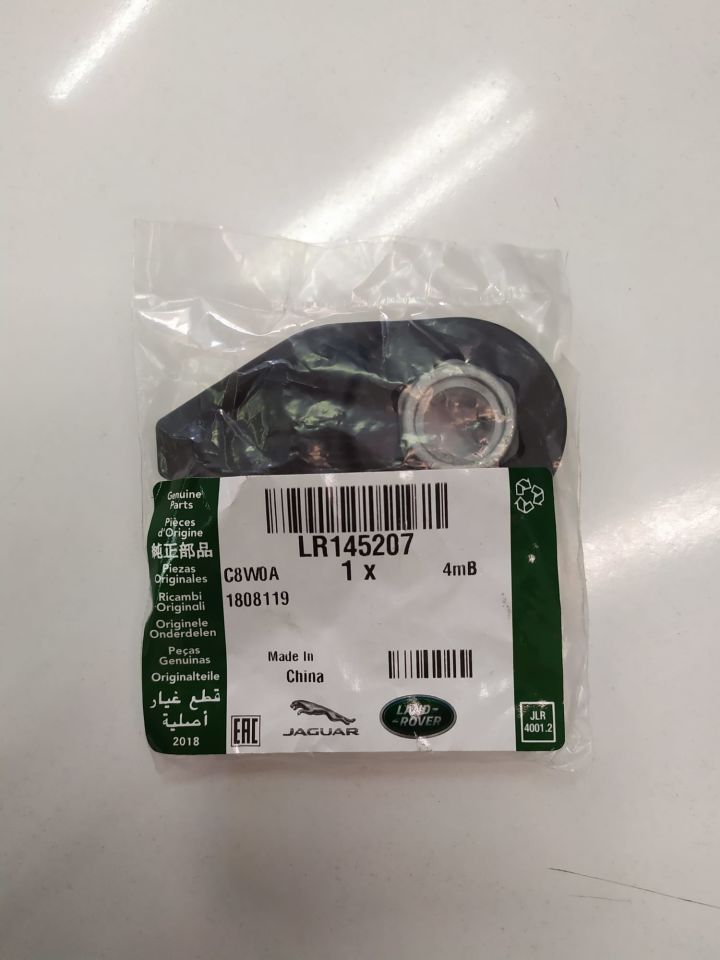 Genuine
Parts
Pièces
d'Origine
純正部品
Piezas
Originales
Ricambi
Originali
Originele
Onderdelen
Peças
Genuinas
Originalteile
قطع غيار
أصلية
2018
LR145207
C8W0A
1 x
4mB
1808119
Made In
China
EAC
JAGUAR
LAND-
-ROVER
JLR
4001.2